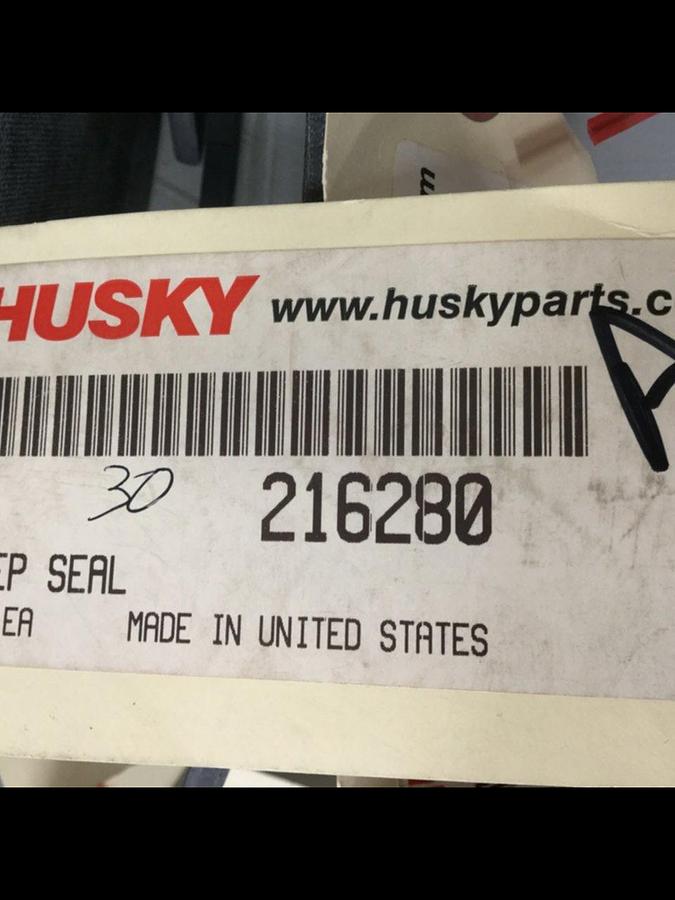 HUSKY www.huskyparts.c
30
216280
EP SEAL
EA MADE IN UNITED STATES